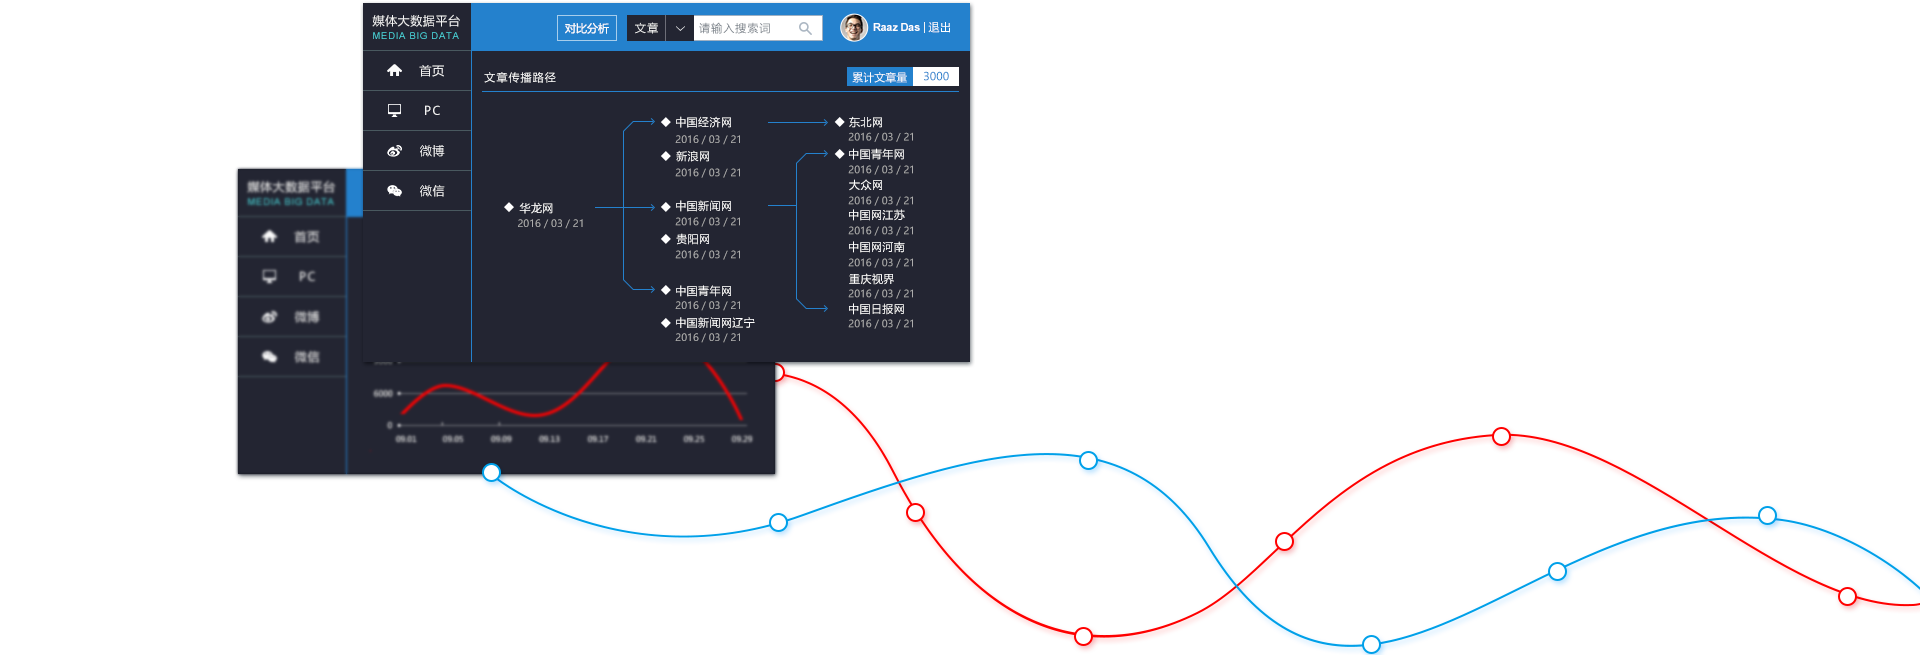 媒体大数据平台
MEDIA BIG DATA
对比分析
文章
请输入搜索词
Raaz Das | 退出
首页
PC
微博
微信
文章传播路径
累计文章量 3000
华龙网
2016 / 03 / 21
中国经济网
2016 / 03 / 21
新浪网
2016 / 03 / 21
中国新闻网
2016 / 03 / 21
贵阳网
2016 / 03 / 21
中国青年网
2016 / 03 / 21
中国新闻网辽宁
2016 / 03 / 21
东北网
2016 / 03 / 21
中国青年网
2016 / 03 / 21
大众网
2016 / 03 / 21
中国网江苏
2016 / 03 / 21
中国网河南
2016 / 03 / 21
重庆视界
2016 / 03 / 21
中国日报网
2016 / 03 / 21
媒体大数据平台
MEDIA BIG DATA
首页
PC
微博
微信
6000
0
09.01 09.05 09.09 09.13 09.17 09.21 09.25 09.29